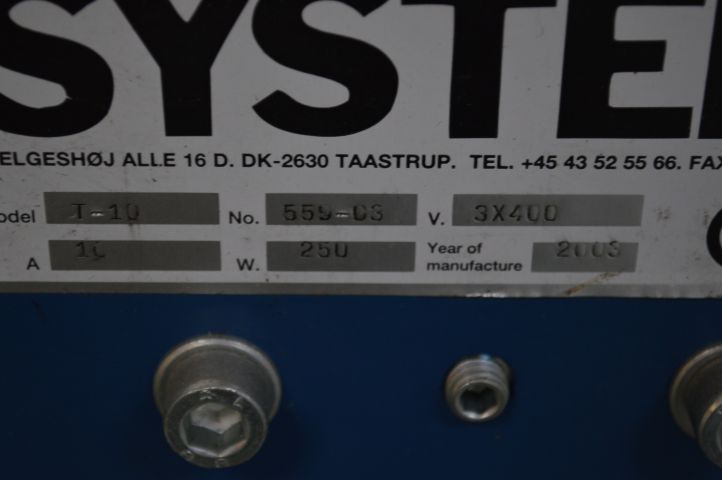 SYSTE
ELGESHØJ ALLE 16 D. DK-2630 TAASTRUP. TEL. +45 43 52 55 66. FAX
odel T-10 No. 559-03 V. 3X400
A 10 W. 250 Year of manufacture 2003